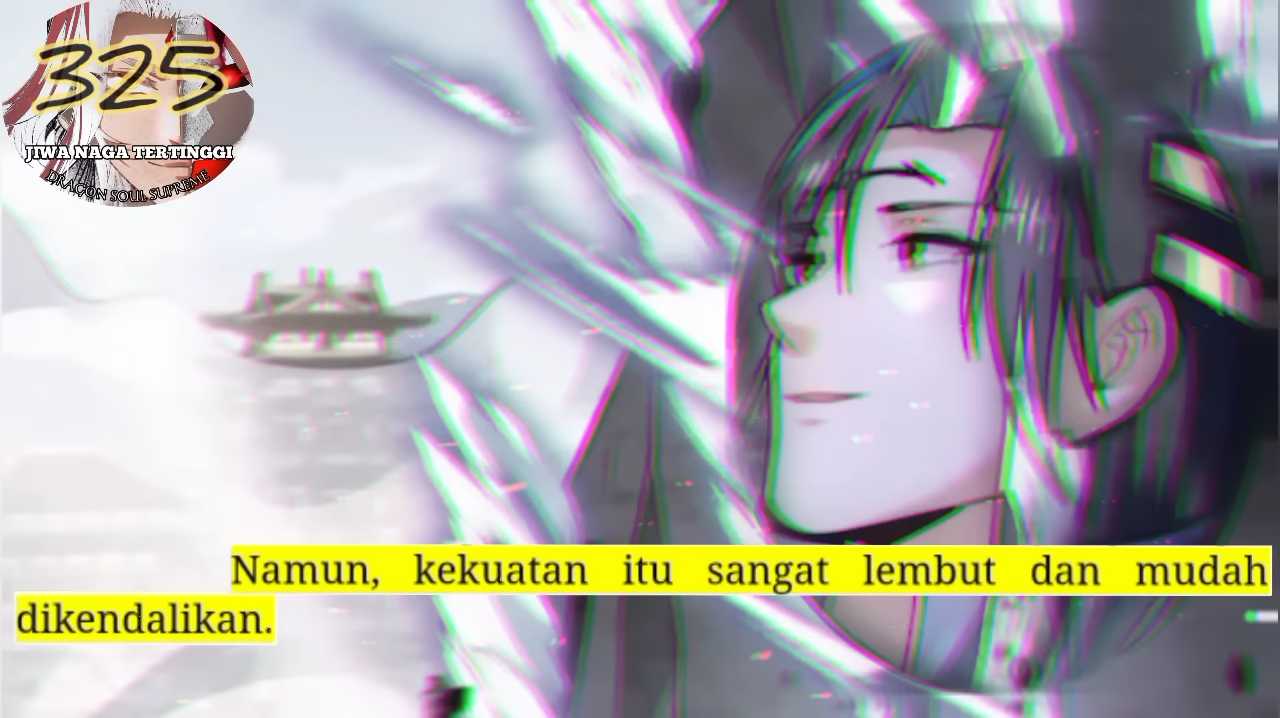 325
JIWA NAGA TERTINGGI
DRAGON SOUL SUPREME
Namun, kekuatan itu sangat lembut dan mudah
dikendalikan.